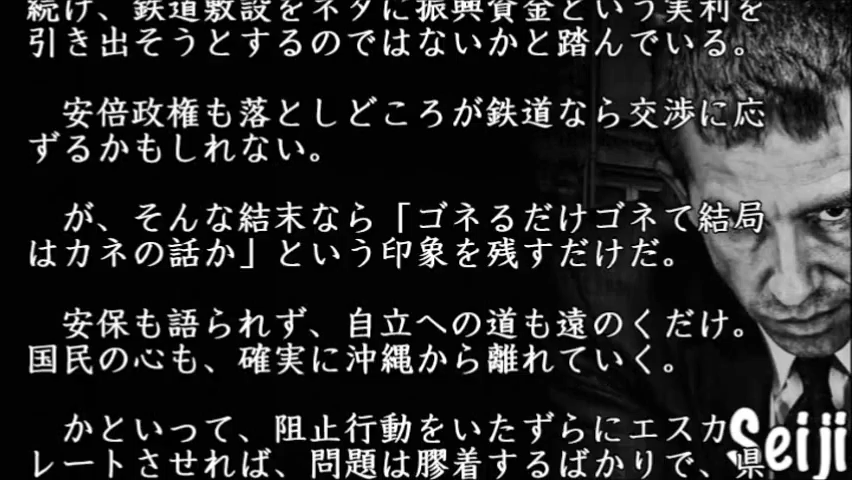 続け、鉄道敷設をネタに振興資金という実利を
引き出そうとするのではないかと踏んでいる。
安倍政権も落としどころが鉄道なら交渉に応
ずるかもしれない。
が、そんな結末なら「ゴネるだけゴネて結局
はカネの話か」という印象を残すだけだ。
安保も語られず、自立への道も遠のくだけ。
国民の心も、確実に沖縄から離れていく。
かといって、阻止行動をいたずらにエスカ
レートさせれば、問題は膠着するばかりで、県
Seiji